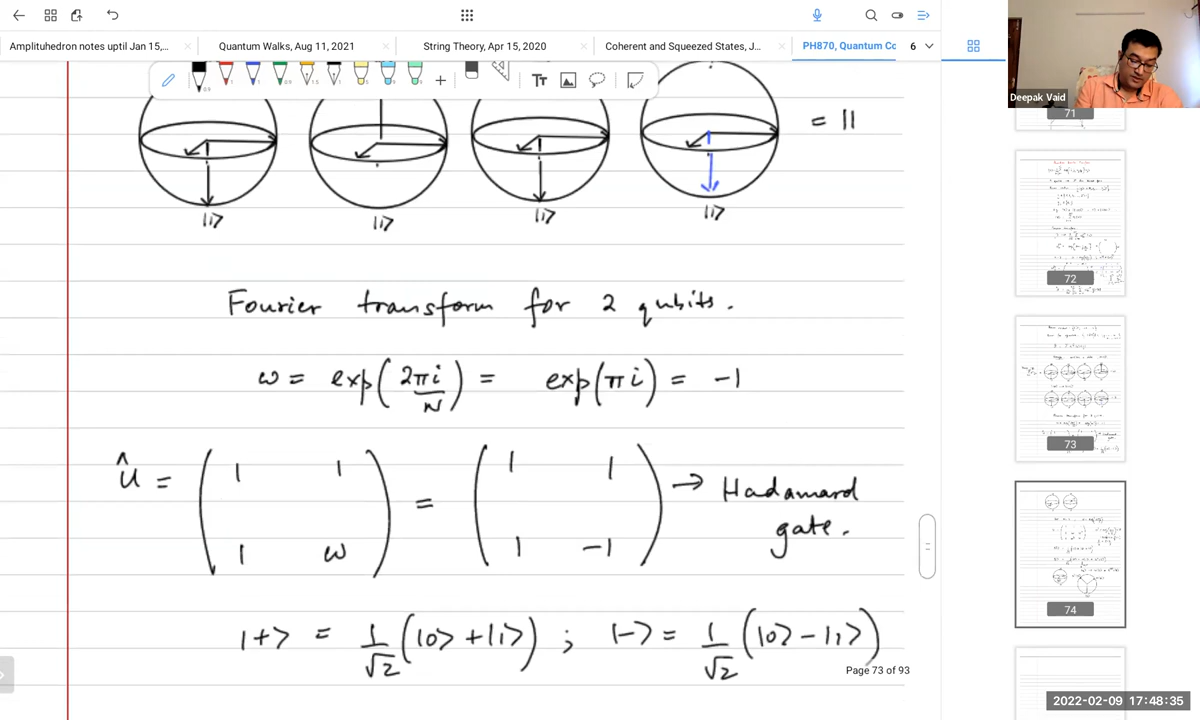 Amplituhedron notes uptil Jan 15,...
Quantum Walks, Aug 11, 2021
String Theory, Apr 15, 2020
Coherent and Squeezed States, J...
PH870, Quantum Cc
6
Deepak Vaid
= 11
|1>
|1>
|1>
|1>
Fourier transform for 2 qubits.
ω = exp(2πi/N) = exp(πi) = -1
Û = ( 1 1 ) = ( 1 1 ) → Hadamard
( 1 ω ) ( 1 -1 ) gate.
|+> = 1/√2 (|0> + |1>) ; |-> = 1/√2 (|0> - |1>)
Page 73 of 93
71
72
73
74
2022-02-09 17:48:35